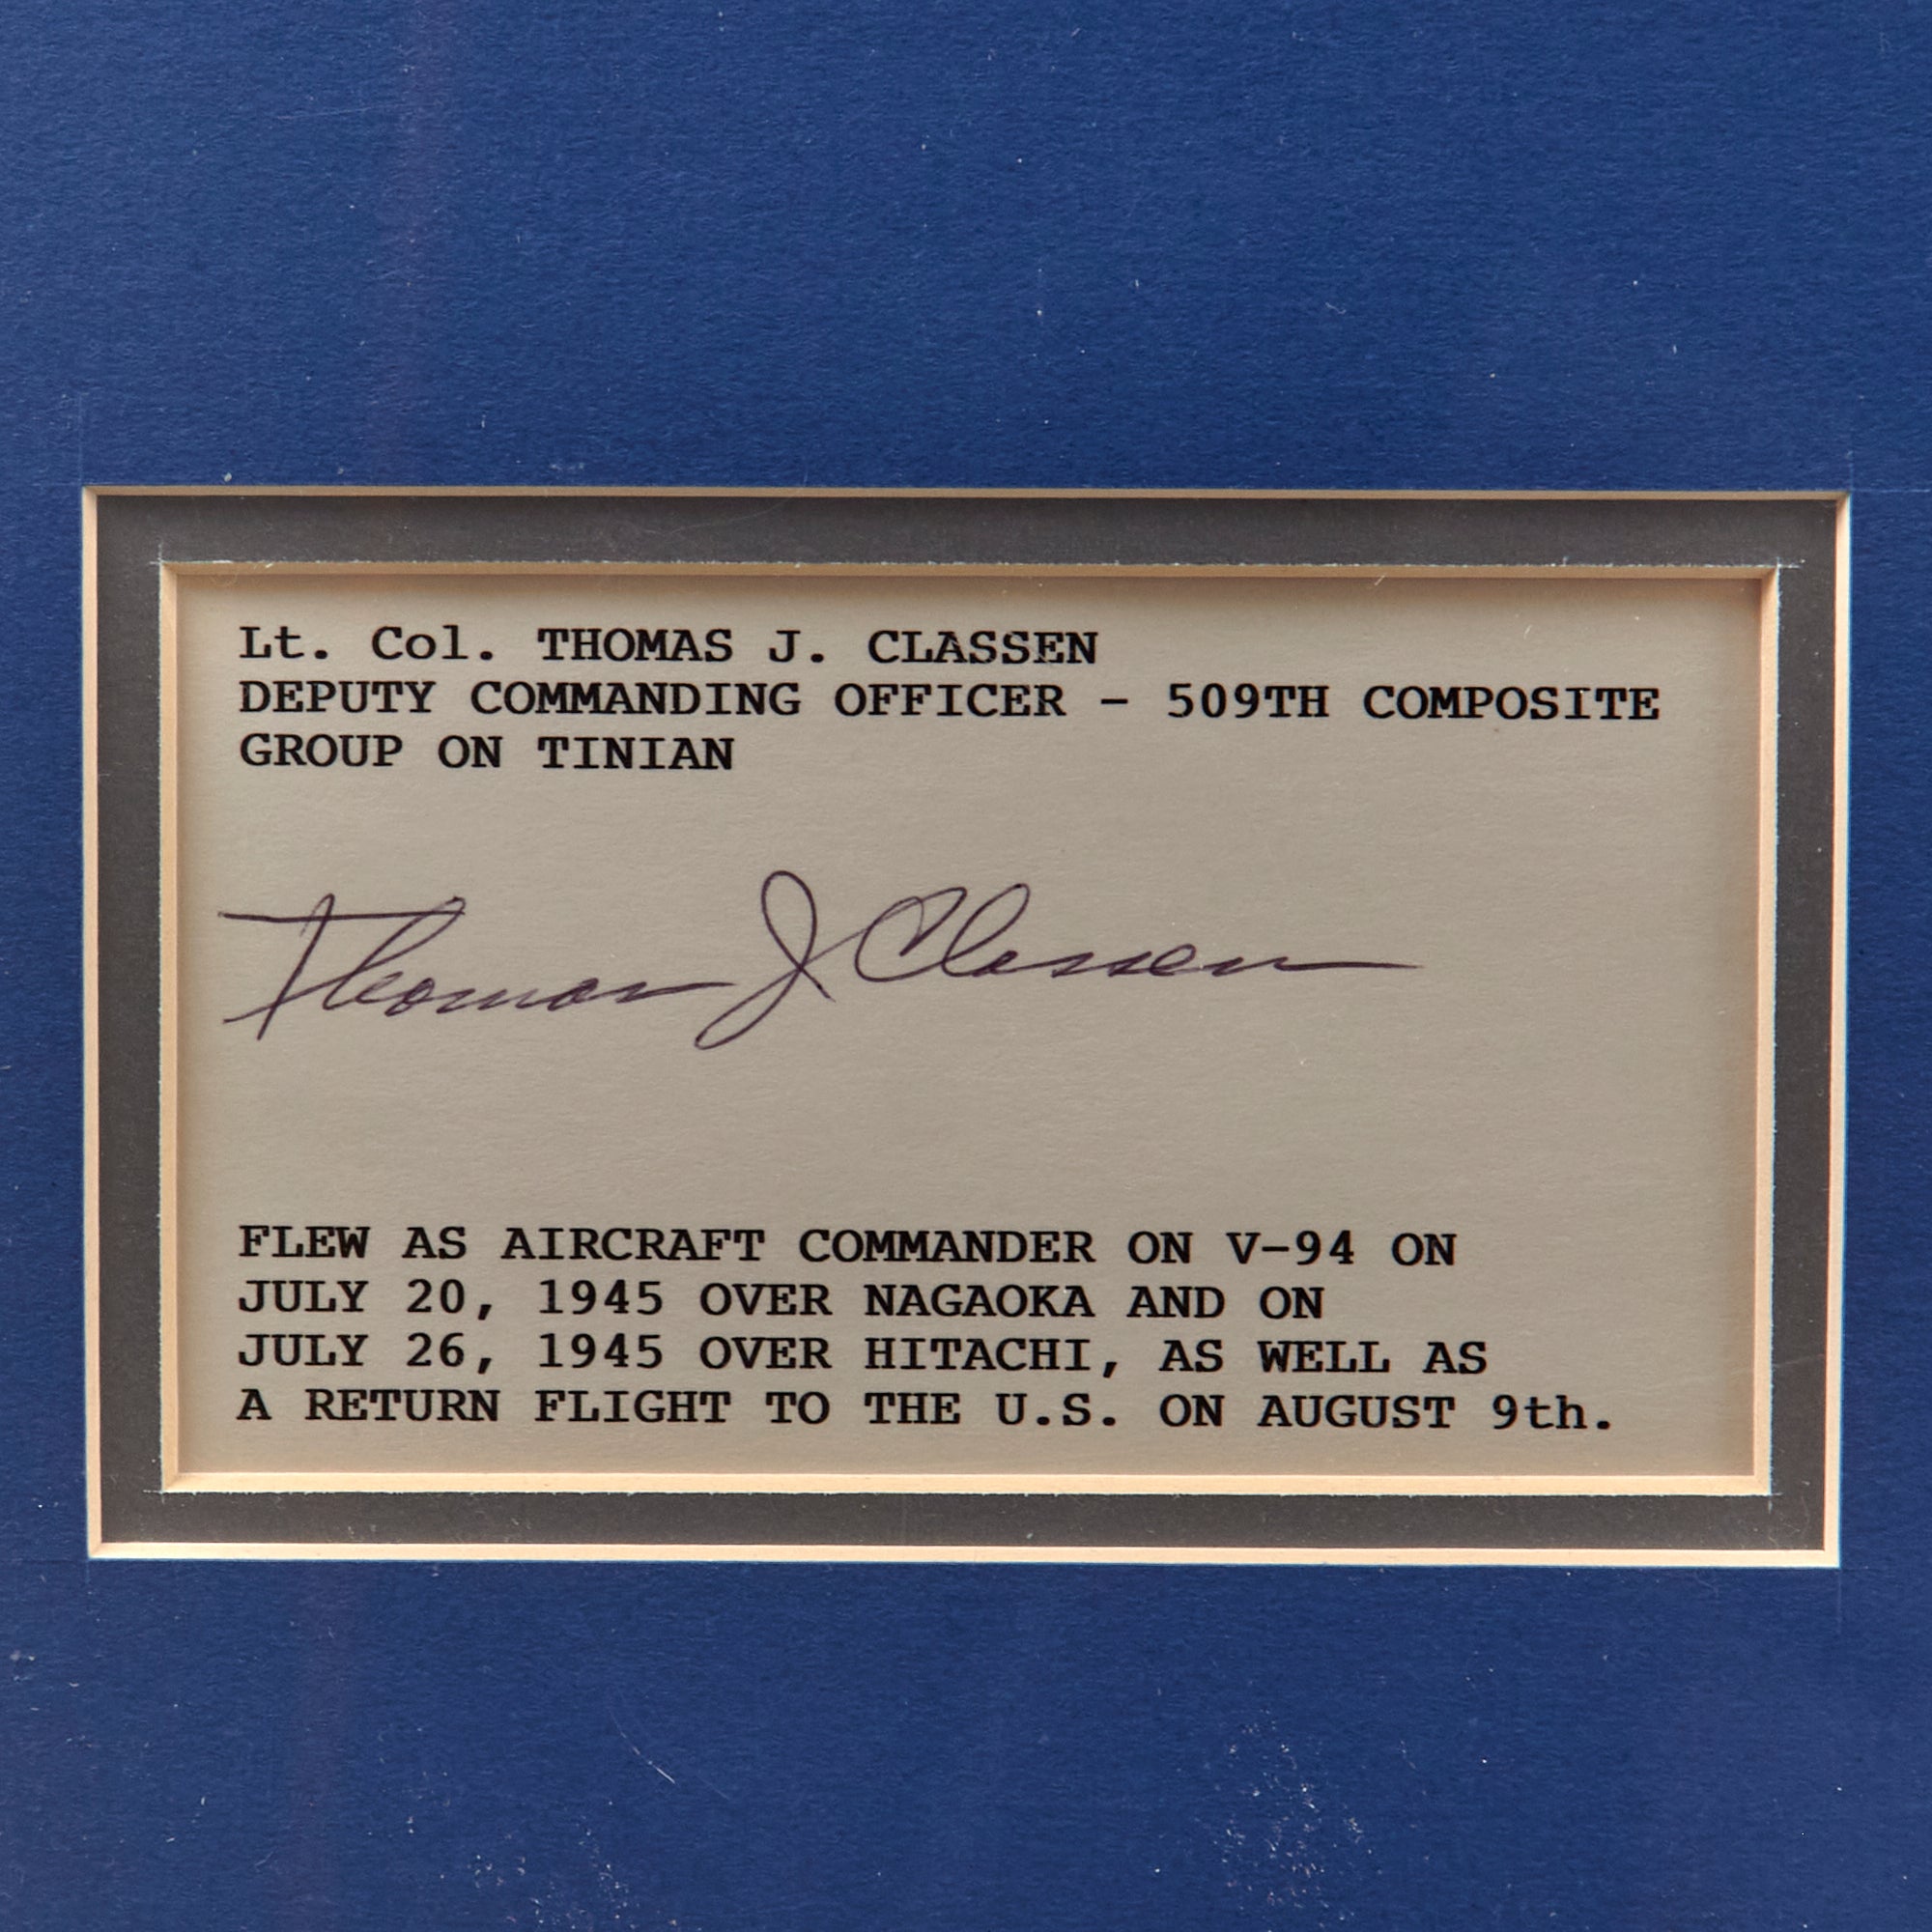 Lt. Col. THOMAS J. CLASSEN
DEPUTY COMMANDING OFFICER - 509TH COMPOSITE
GROUP ON TINIAN
Thomas J Classen
FLEW AS AIRCRAFT COMMANDER ON V-94 ON
JULY 20, 1945 OVER NAGAOKA AND ON
JULY 26, 1945 OVER HITACHI, AS WELL AS
A RETURN FLIGHT TO THE U.S. ON AUGUST 9th.